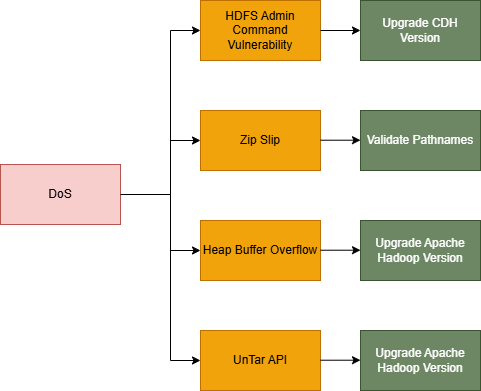 HDFS Admin
Command
Vulnerability
Upgrade CDH
Version
Zip Slip
Validate Pathnames
DoS
Heap Buffer Overflow
Upgrade Apache
Hadoop Version
UnTar API
Upgrade Apache
Hadoop Version